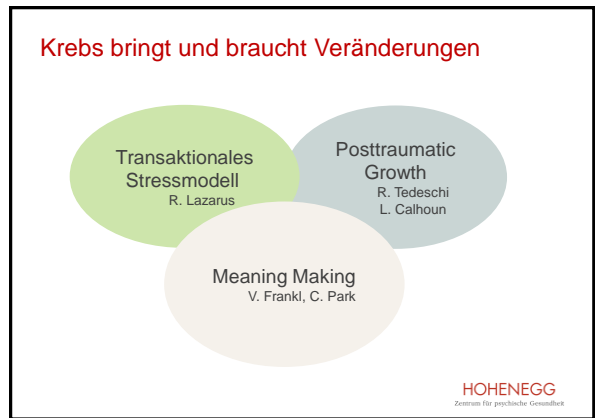 Krebs bringt und braucht Veränderungen
Transaktionales
Stressmodell
R. Lazarus
Posttraumatic
Growth
R. Tedeschi
L. Calhoun
Meaning Making
V. Frankl, C. Park
HOHENEGG
Zentrum für psychische Gesundheit